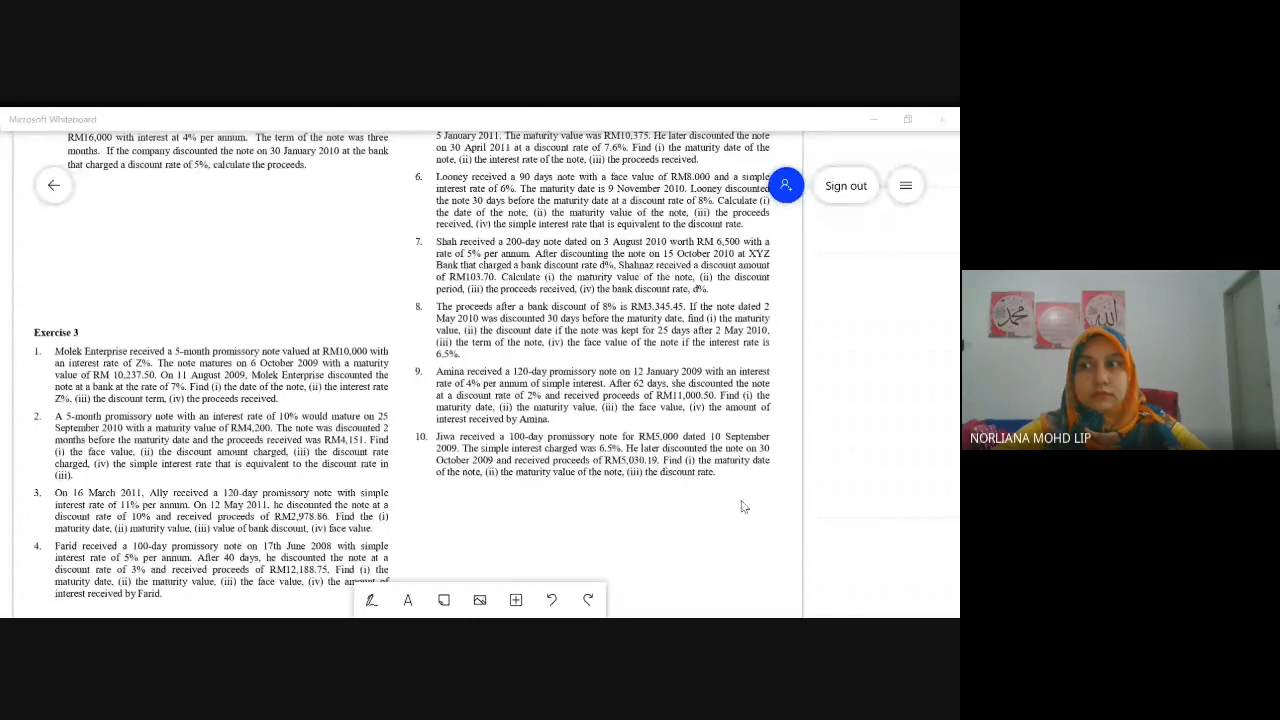 Microsoft Whiteboard
RM16,000 with interest at 4% per annum. The term of the note was three
months. If the company discounted the note on 30 January 2010 at the bank
that charged a discount rate of 5%, calculate the proceeds.
Exercise 3
1. Molek Enterprise received a 5-month promissory note valued at RM10,000 with
an interest rate of Z%. The note matures on 6 October 2009 with a maturity
value of RM 10,237.50. On 11 August 2009, Molek Enterprise discounted the
note at a bank at the rate of 7%. Find (i) the date of the note, (ii) the interest rate
Z%, (iii) the discount term, (iv) the proceeds received.
2. A 5-month promissory note with an interest rate of 10% would mature on 25
September 2010 with a maturity value of RM4,200. The note was discounted 2
months before the maturity date and the proceeds received was RM4,151. Find
(i) the face value, (ii) the discount amount charged, (iii) the discount rate
charged, (iv) the simple interest rate that is equivalent to the discount rate in
(iii).
3. On 16 March 2011, Ally received a 120-day promissory note with simple
interest rate of 11% per annum. On 12 May 2011, he discounted the note at a
discount rate of 10% and received proceeds of RM2,978.86. Find the (i)
maturity date, (ii) maturity value, (iii) value of bank discount, (iv) face value.
4. Farid received a 100-day promissory note on 17th June 2008 with simple
interest rate of 5% per annum. After 40 days, he discounted the note at a
discount rate of 3% and received proceeds of RM12,188.75. Find (i) the
maturity date, (ii) the maturity value, (iii) the face value, (iv) the amount of
interest received by Farid.
5 January 2011. The maturity value was RM10,375. He later discounted the note
on 30 April 2011 at a discount rate of 7.6%. Find (i) the maturity date of the
note, (ii) the interest rate of the note, (iii) the proceeds received.
6. Looney received a 90 days note with a face value of RM8.000 and a simple
interest rate of 6%. The maturity date is 9 November 2010. Looney discounted
the note 30 days before the maturity date at a discount rate of 8%. Calculate (i)
the date of the note, (ii) the maturity value of the note, (iii) the proceeds
received, (iv) the simple interest rate that is equivalent to the discount rate.
7. Shah received a 200-day note dated on 3 August 2010 worth RM 6,500 with a
rate of 5% per annum. After discounting the note on 15 October 2010 at XYZ
Bank that charged a bank discount rate d%, Shahnaz received a discount amount
of RM103.70. Calculate (i) the maturity value of the note, (ii) the discount
period, (iii) the proceeds received, (iv) the bank discount rate, d%.
8. The proceeds after a bank discount of 8% is RM3.345.45. If the note dated 2
May 2010 was discounted 30 days before the maturity date, find (i) the maturity
value, (ii) the discount date if the note was kept for 25 days after 2 May 2010,
(iii) the term of the note, (iv) the face value of the note if the interest rate is
6.5%.
9. Amina received a 120-day promissory note on 12 January 2009 with an interest
rate of 4% per annum of simple interest. After 62 days, she discounted the note
at a discount rate of 2% and received proceeds of RM11,000.50. Find (i) the
maturity date, (ii) the maturity value, (iii) the face value, (iv) the amount of
interest received by Amina.
10. Jiwa received a 100-day promissory note for RM5,000 dated 10 September
2009. The simple interest charged was 6.5%. He later discounted the note on 30
October 2009 and received proceeds of RM5,030.19. Find (i) the maturity date
of the note, (ii) the maturity value of the note, (iii) the discount rate.
Sign out
NORLIANA MOHD LIP